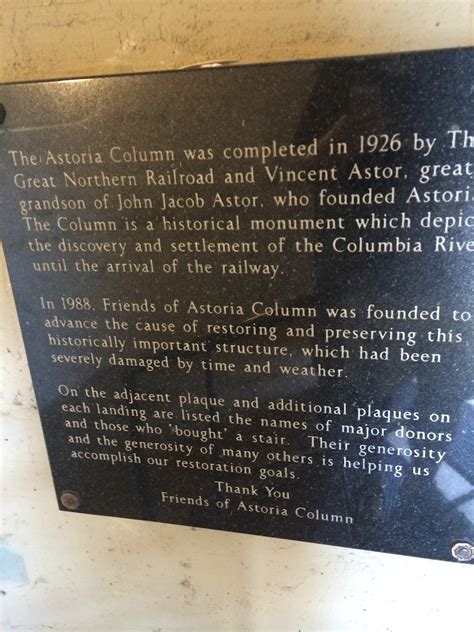 The Astoria Column was completed in 1926 by Th
Great Northern Railroad and Vincent Astor, great
grandson of John Jacob Astor, who founded Astori
The Column is a historical monument which depic
the discovery and settlement of the Columbia Rive
until the arrival of the railway.
In 1988, Friends of Astoria Column was founded to
advance the cause of restoring and preserving this
historically important structure, which had been
severely damaged by time and weather.
On the adjacent plaque and additional plaques on
each landing are listed the names of major donors
and those who 'bought' a stair. Their generosity
and the generosity of many others is helping us
accomplish our restoration goals.
Thank You
Friends of Astoria Column